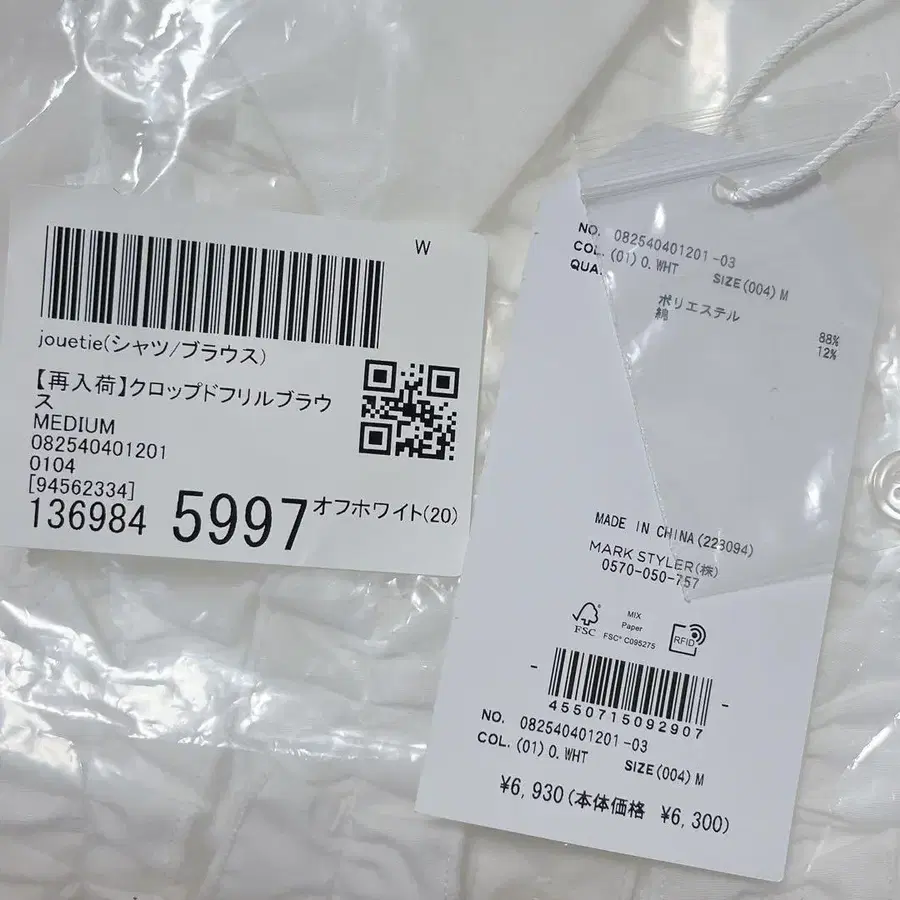 W
jouetie(シャツ/ブラウス)
【再入荷】クロップドフリルブラウ
ス
MEDIUM
082540401201
0104
[94562334]
136984 5997 オフホワイト(20)
NO. 082540401201-03
COL. (01) O. WHT SIZE(004) M
QUA.
ポリエステル 88%
綿 12%
MADE IN CHINA(223094)
MARK STYLER(株)
0570-050-757
FSC
MIX
Paper
FSC® C095275
RFID
4550715092907
NO. 082540401201-03
COL. (01) O. WHT SIZE(004) M
¥6,930(本体価格 ¥6,300)